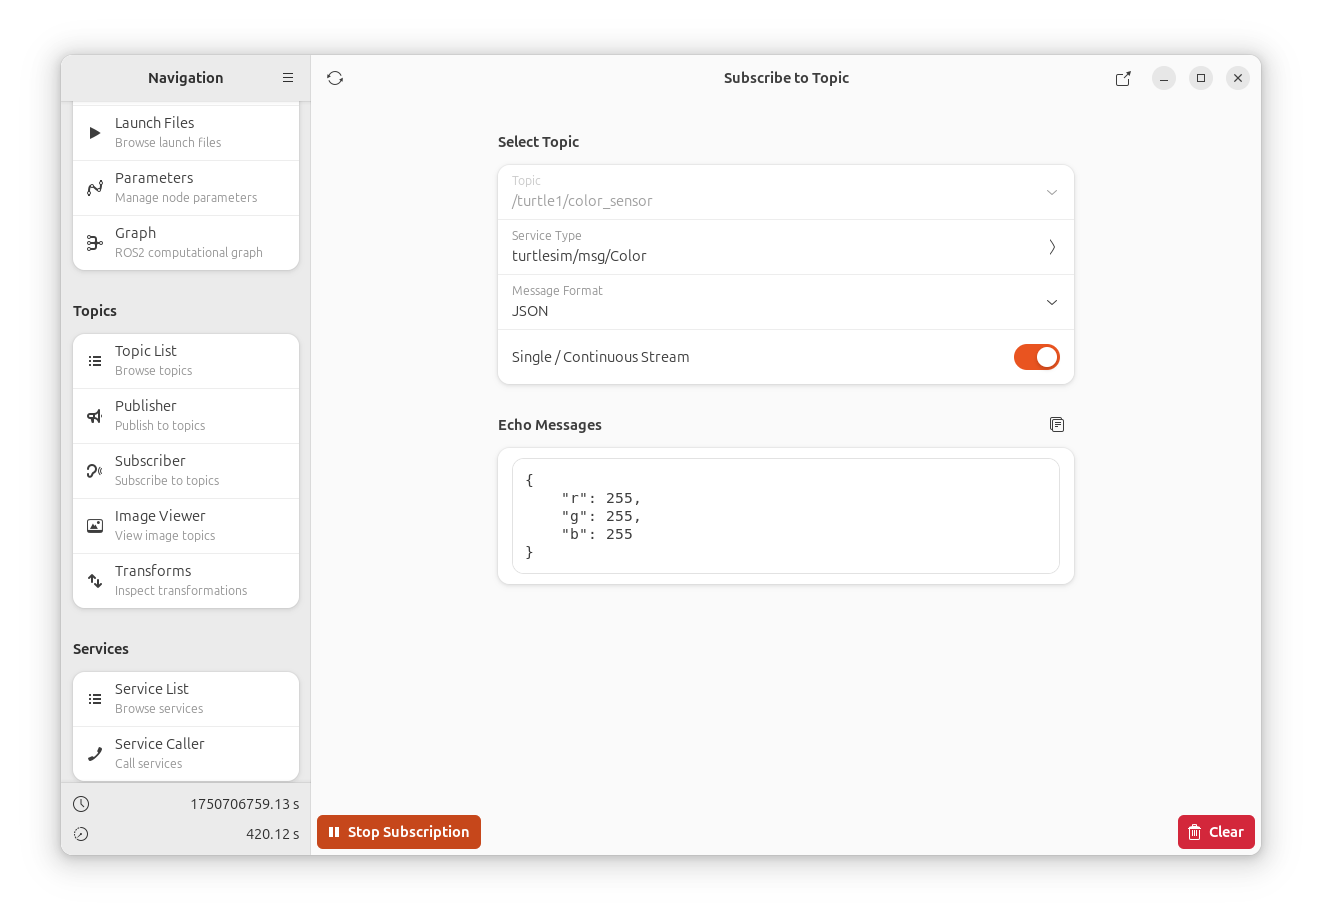 Navigation
Launch Files
Browse launch files
Parameters
Manage node parameters
Graph
ROS2 computational graph
Topics
Topic List
Browse topics
Publisher
Publish to topics
Subscriber
Subscribe to topics
Image Viewer
View image topics
Transforms
Inspect transformations
Services
Service List
Browse services
Service Caller
Call services
1750706759.13 s
420.12 s
Subscribe to Topic
Select Topic
Topic
/turtle1/color_sensor
Service Type
turtlesim/msg/Color
Message Format
JSON
Single / Continuous Stream
Echo Messages
{
    "r": 255,
    "g": 255,
    "b": 255
}
Stop Subscription
Clear